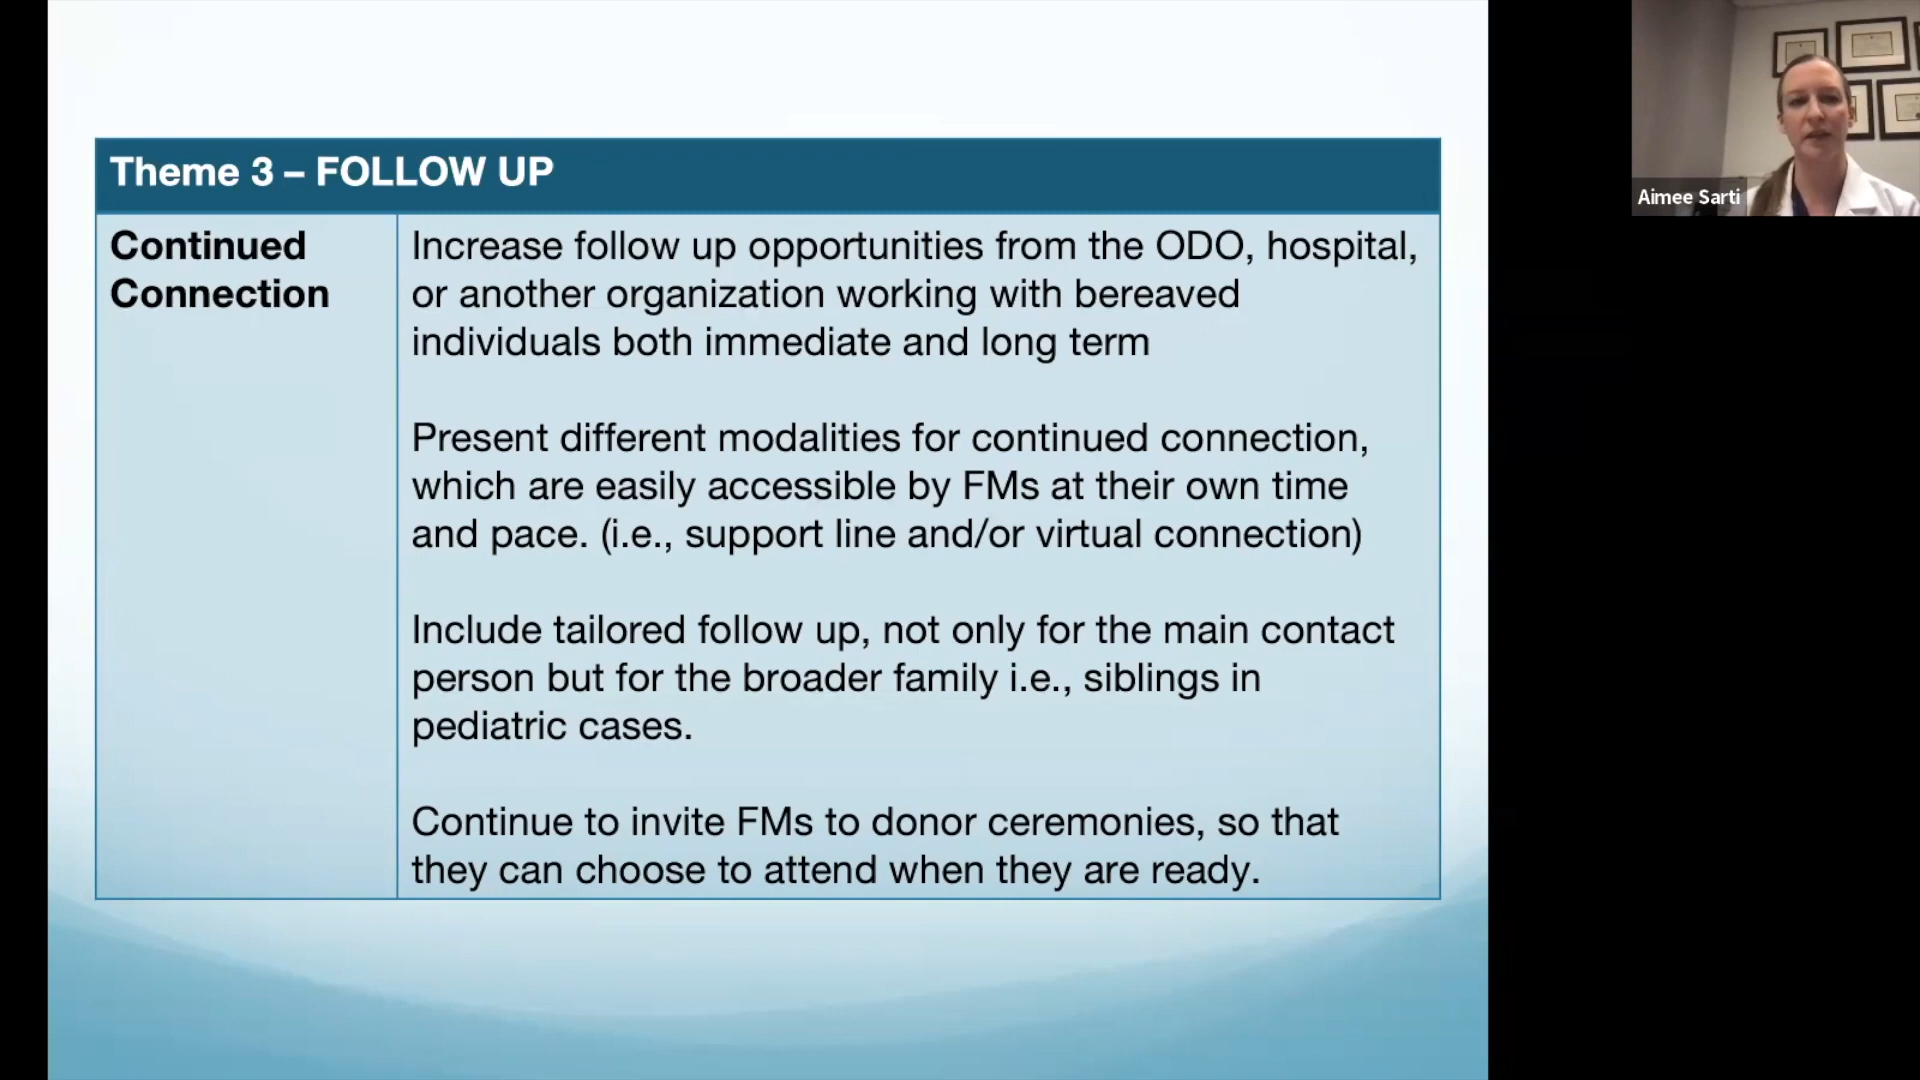 Theme 3 – FOLLOW UP
Continued
Connection
Increase follow up opportunities from the ODO, hospital,
or another organization working with bereaved
individuals both immediate and long term
Present different modalities for continued connection,
which are easily accessible by FMs at their own time
and pace. (i.e., support line and/or virtual connection)
Include tailored follow up, not only for the main contact
person but for the broader family i.e., siblings in
pediatric cases.
Continue to invite FMs to donor ceremonies, so that
they can choose to attend when they are ready.
Aimee Sarti